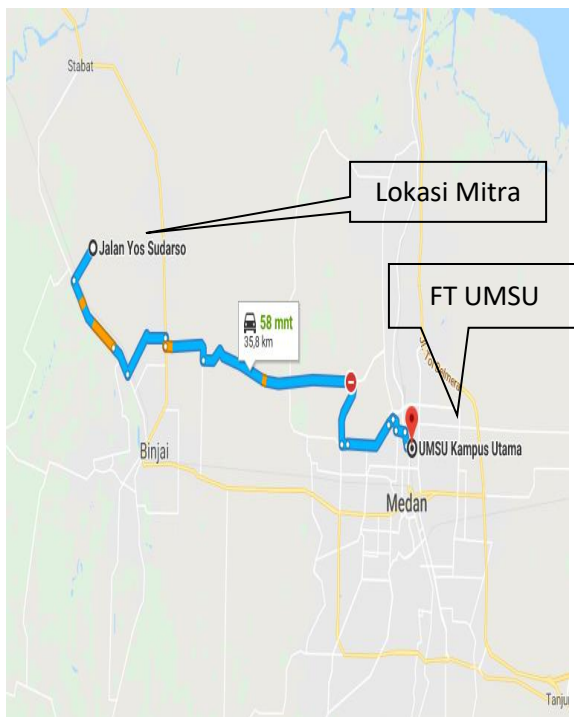 Stabat
Lokasi Mitra
Jalan Yos Sudarso
FT UMSU
58 mnt
35,8 km
UMSU Kampus Utama
Binjai
Medan